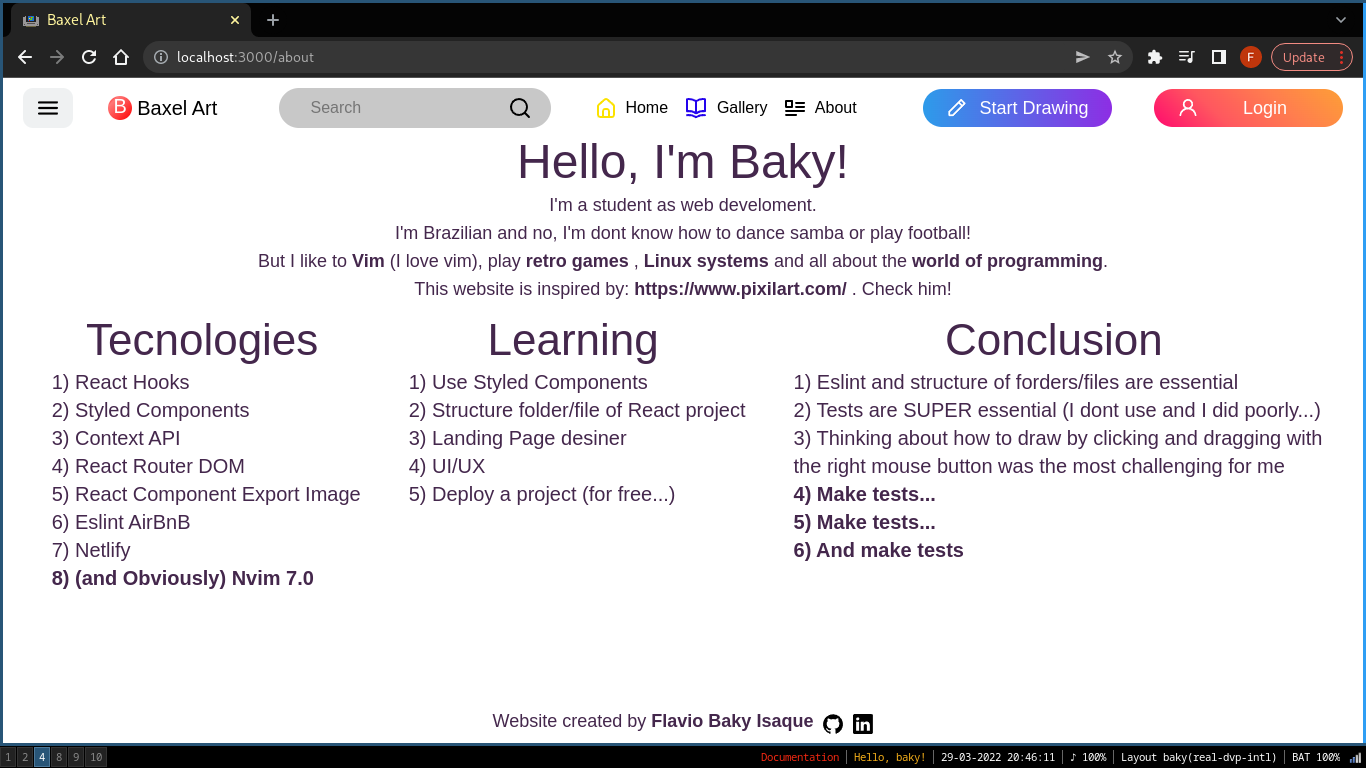 Baxel Art
localhost:3000/about
F
Update
B Baxel Art
Search
Home
Gallery
About
Start Drawing
Login
Hello, I'm Baky!
I'm a student as web develoment.
I'm Brazilian and no, I'm dont know how to dance samba or play football!
But I like to Vim (I love vim), play retro games , Linux systems and all about the world of programming.
This website is inspired by: https://www.pixilart.com/ . Check him!
Tecnologies
1) React Hooks
2) Styled Components
3) Context API
4) React Router DOM
5) React Component Export Image
6) Eslint AirBnB
7) Netlify
8) (and Obviously) Nvim 7.0
Learning
1) Use Styled Components
2) Structure folder/file of React project
3) Landing Page desiner
4) UI/UX
5) Deploy a project (for free...)
Conclusion
1) Eslint and structure of forders/files are essential
2) Tests are SUPER essential (I dont use and I did poorly...)
3) Thinking about how to draw by clicking and dragging with
the right mouse button was the most challenging for me
4) Make tests...
5) Make tests...
6) And make tests
Website created by Flavio Baky Isaque
in
1 2 4 8 9 10
Documentation | Hello, baky! | 29-03-2022 20:46:11 | ♪ 100% | Layout baky(real-dvp-intl) | BAT 100%